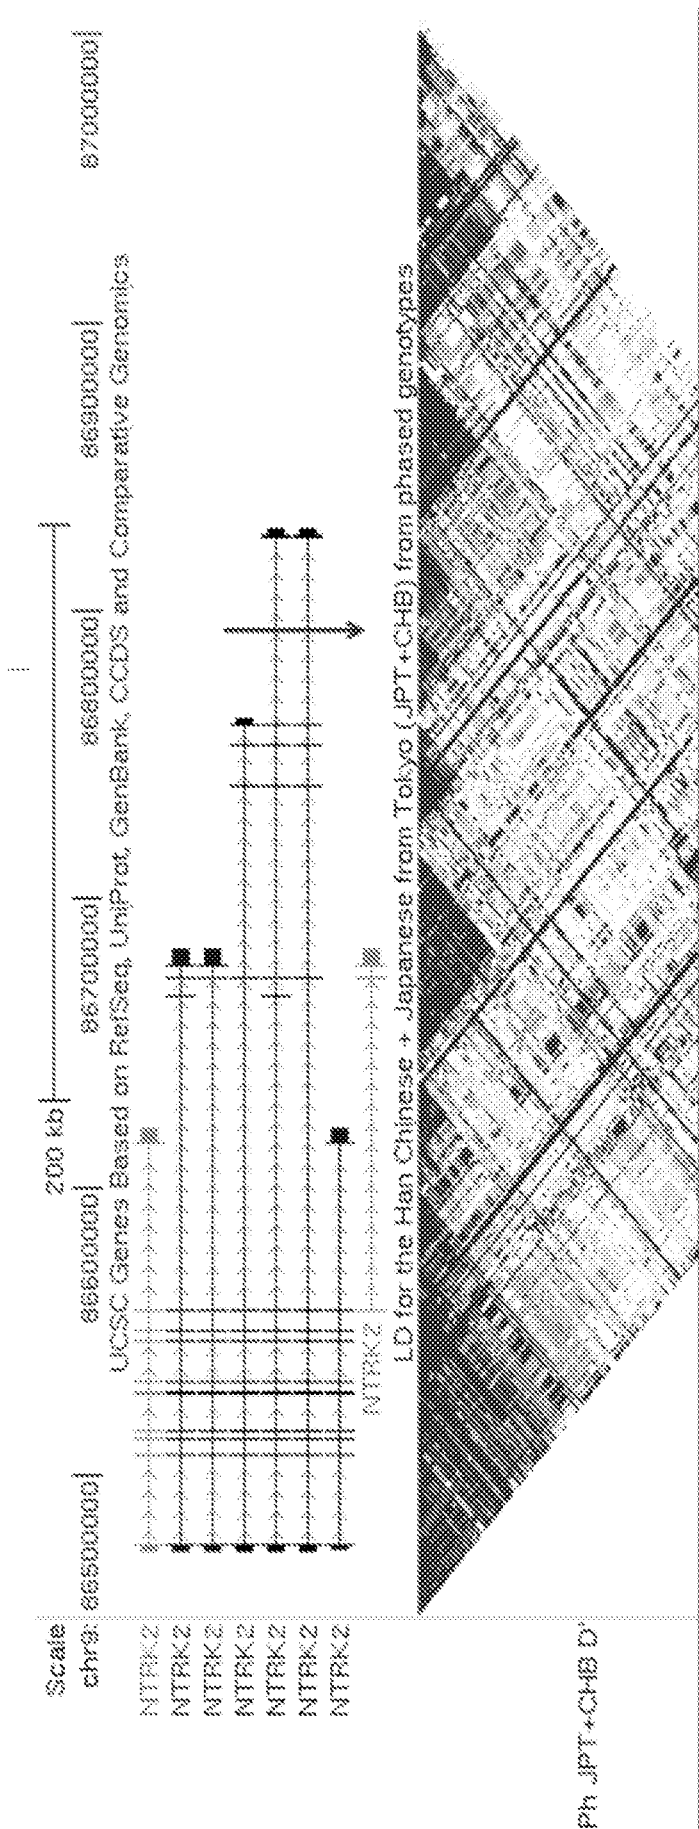 Scale
200 kb
chr9: 86500000 86600000 86700000 86800000 86900000 87000000
UCSC Genes Based on RefSeq, UniProt, GenBank, CCDS and Comparative Genomics
NTRK2
NTRK2
NTRK2
NTRK2
NTRK2
NTRK2
NTRK2
NTRK2
LD for the Han Chinese + Japanese from Tokyo (JPT+CHB) from phased genotypes
Ph JPT+CHB D'